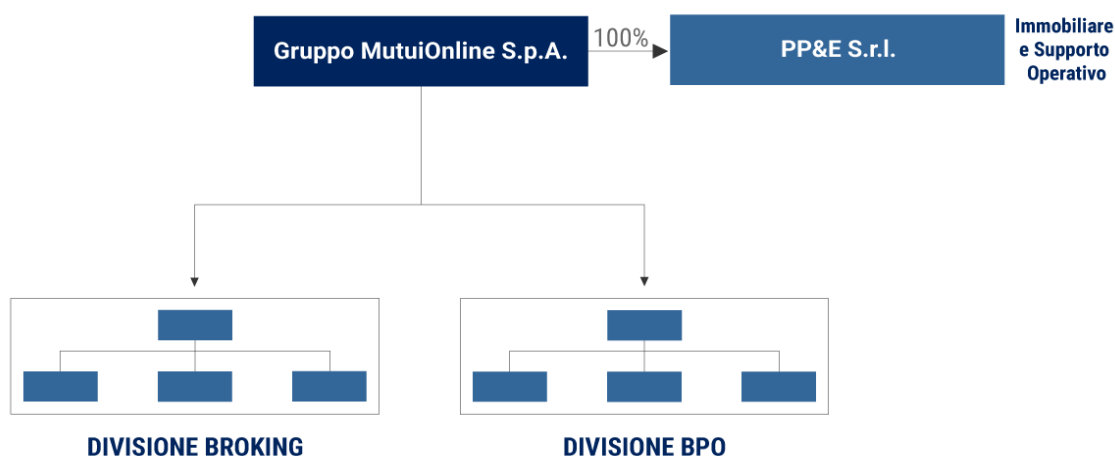 Gruppo MutuiOnline S.p.A.
100%
PP&E S.r.l.
Immobiliare
e Supporto
Operativo
DIVISIONE BROKING
DIVISIONE BPO